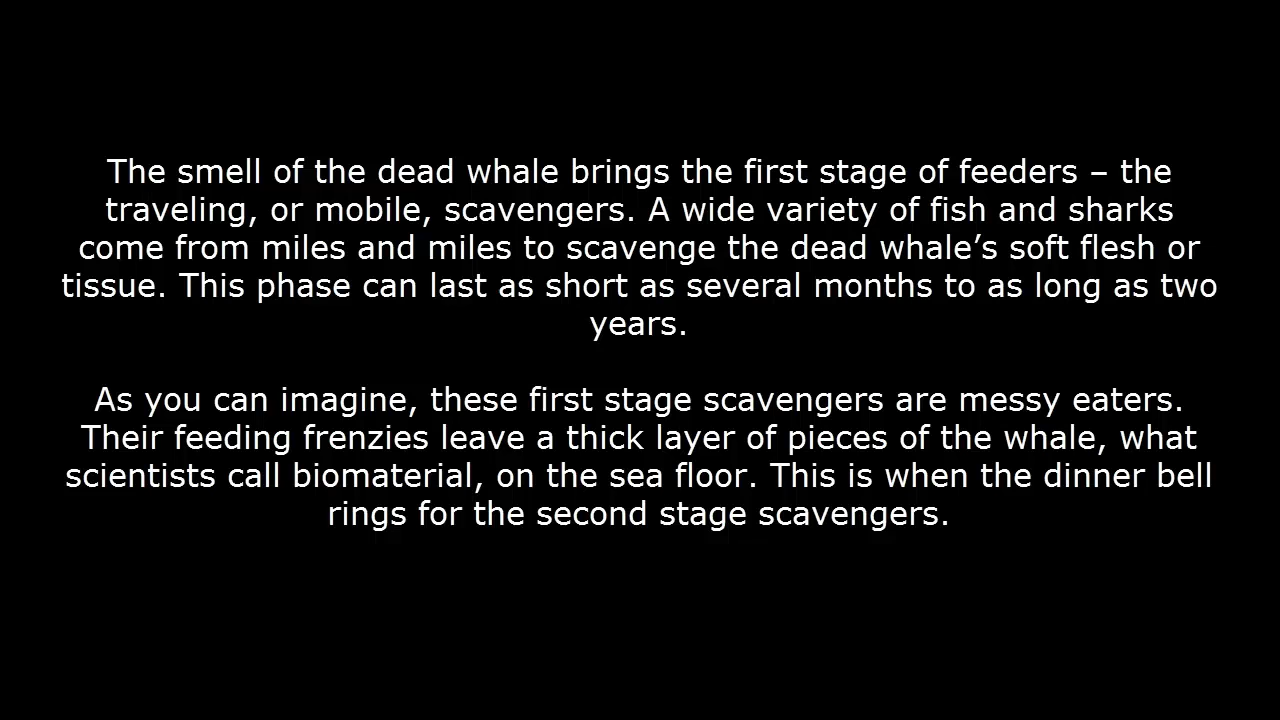 The smell of the dead whale brings the first stage of feeders – the
traveling, or mobile, scavengers. A wide variety of fish and sharks
come from miles and miles to scavenge the dead whale’s soft flesh or
tissue. This phase can last as short as several months to as long as two
years.
As you can imagine, these first stage scavengers are messy eaters.
Their feeding frenzies leave a thick layer of pieces of the whale, what
scientists call biomaterial, on the sea floor. This is when the dinner bell
rings for the second stage scavengers.